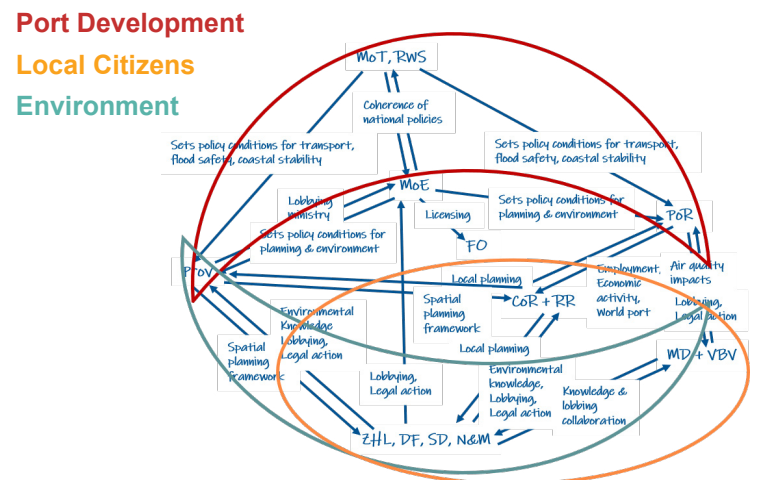 Port Development
Local Citizens
Environment
MoT, RWS
Coherence of
national policies
Sets policy conditions for transport,
flood safety, coastal stability
Sets policy conditions for transport,
flood safety, coastal stability
MoE
Lobbying
ministry
Licensing
Sets policy conditions for
planning & environment
PoR
Sets policy conditions for
planning & environment
FO
Prov
Local planning
Employment,
Economic
activity,
World port
Air quality
impacts
Spatial
planning
framework
CoR + RR
Lobbying,
Legal action
Environmental
Knowledge
Lobbying,
Legal action
Spatial
planning
framework
Local planning
MD + VBV
Lobbying,
Legal action
Environmental
knowledge,
Lobbying,
Legal action
Knowledge &
lobbing
collaboration
ZHL, DF, SD, N&M